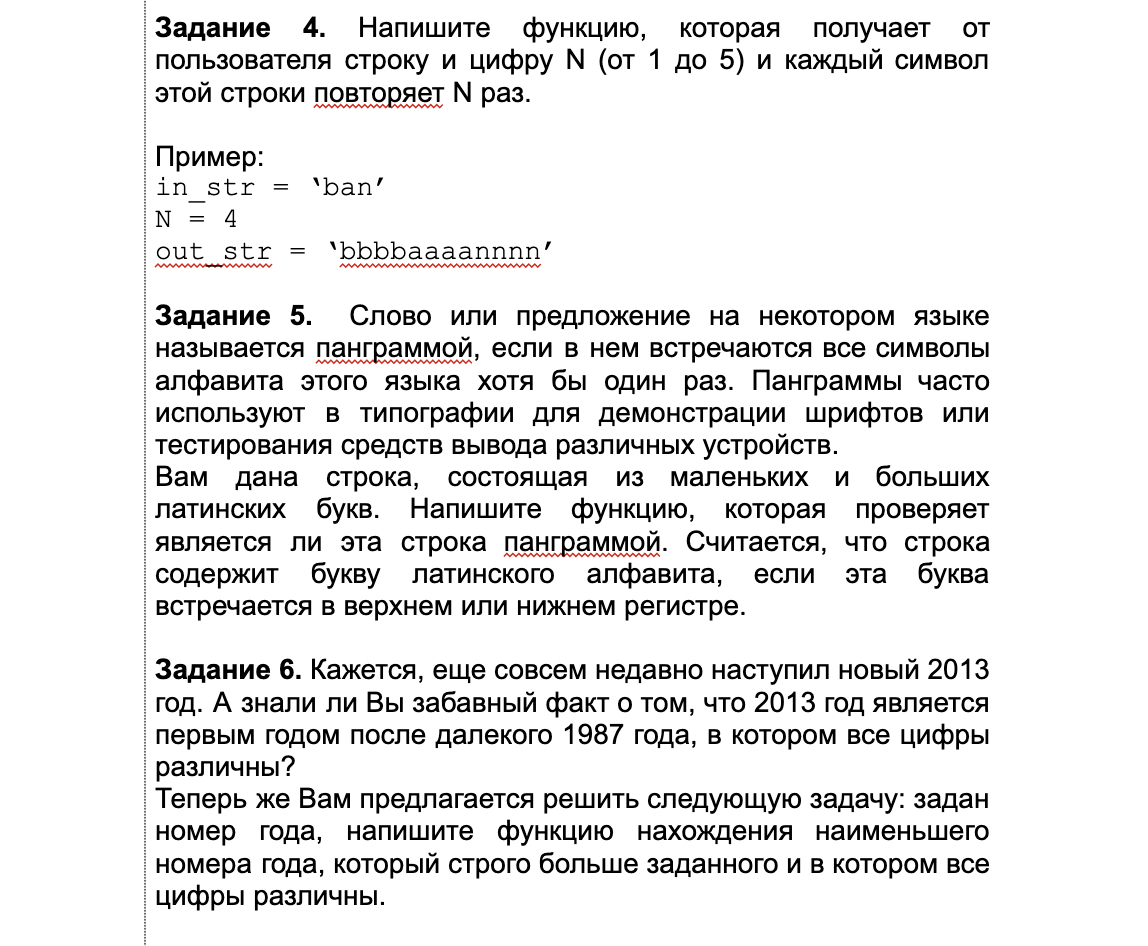 Задание 4. Напишите функцию, которая получает от
пользователя строку и цифру N (от 1 до 5) и каждый символ
этой строки повторяет N раз.
Пример:
in_str = ‘ban’
N = 4
out_str = ‘bbbbaaaannnn’
Задание 5. Слово или предложение на некотором языке
называется панграммой, если в нем встречаются все символы
алфавита этого языка хотя бы один раз. Панграммы часто
используют в типографии для демонстрации шрифтов или
тестирования средств вывода различных устройств.
Вам дана строка, состоящая из маленьких и больших
латинских букв. Напишите функцию, которая проверяет
является ли эта строка панграммой. Считается, что строка
содержит букву латинского алфавита, если эта буква
встречается в верхнем или нижнем регистре.
Задание 6. Кажется, еще совсем недавно наступил новый 2013
год. А знали ли Вы забавный факт о том, что 2013 год является
первым годом после далекого 1987 года, в котором все цифры
различны?
Теперь же Вам предлагается решить следующую задачу: задан
номер года, напишите функцию нахождения наименьшего
номера года, который строго больше заданного и в котором все
цифры различны.